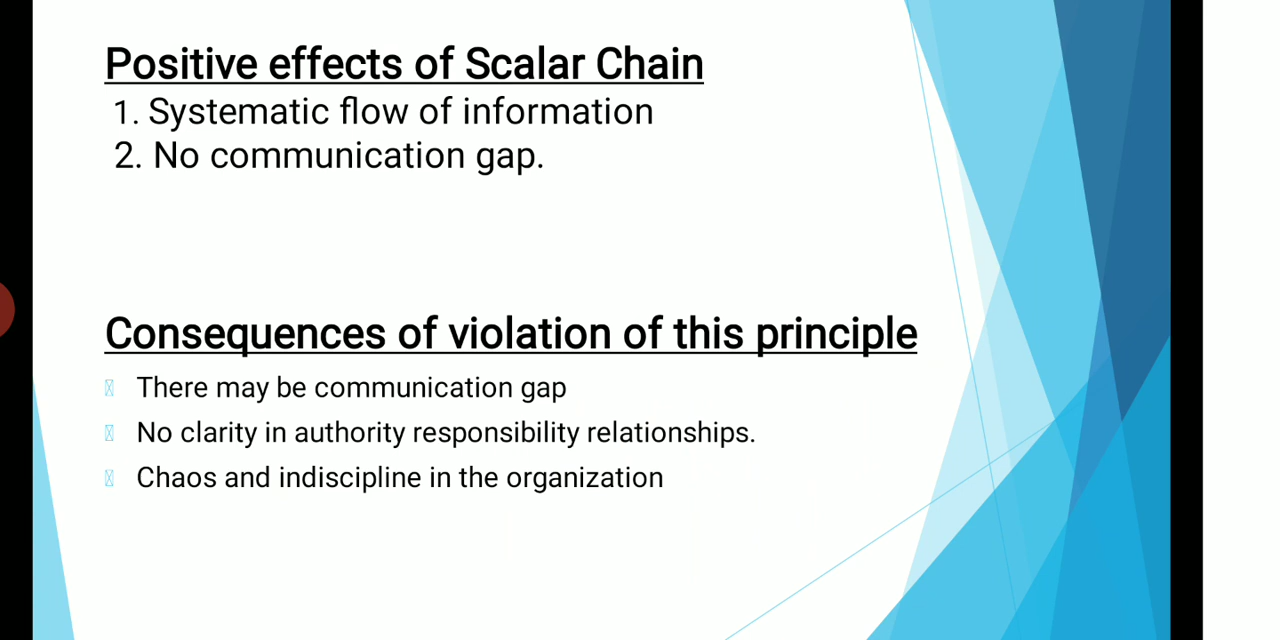 Positive effects of Scalar Chain
1. Systematic flow of information
2. No communication gap.
Consequences of violation of this principle
There may be communication gap
No clarity in authority responsibility relationships.
Chaos and indiscipline in the organization